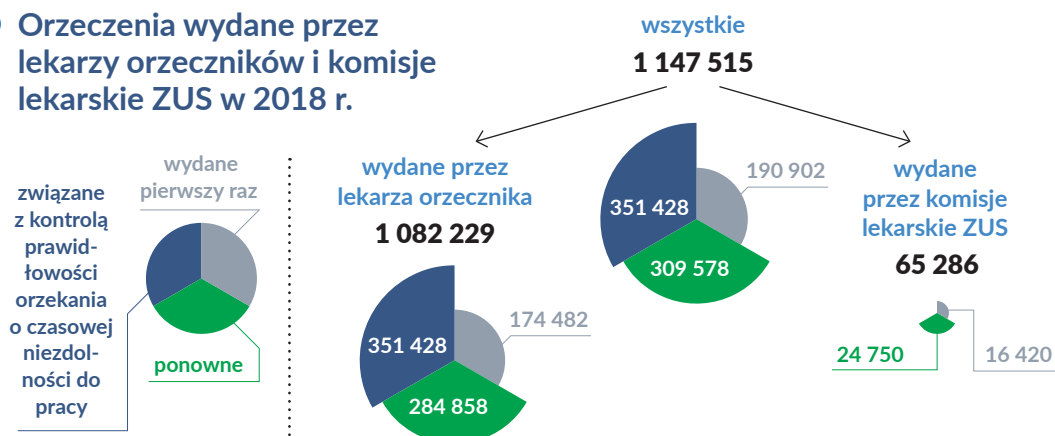 Orzeczenia wydane przez
lekarzy orzeczników i komisje
lekarskie ZUS w 2018 r.
wszystkie
1 147 515
związane
z kontrolą
prawid-
łowości
orzekania
o czasowej
niezdol-
ności do
pracy
wydane
pierwszy raz
ponowne
wydane przez
lekarza orzecznika
1 082 229
351 428
174 482
284 858
351 428
190 902
309 578
wydane
przez komisje
lekarskie ZUS
65 286
24 750
16 420